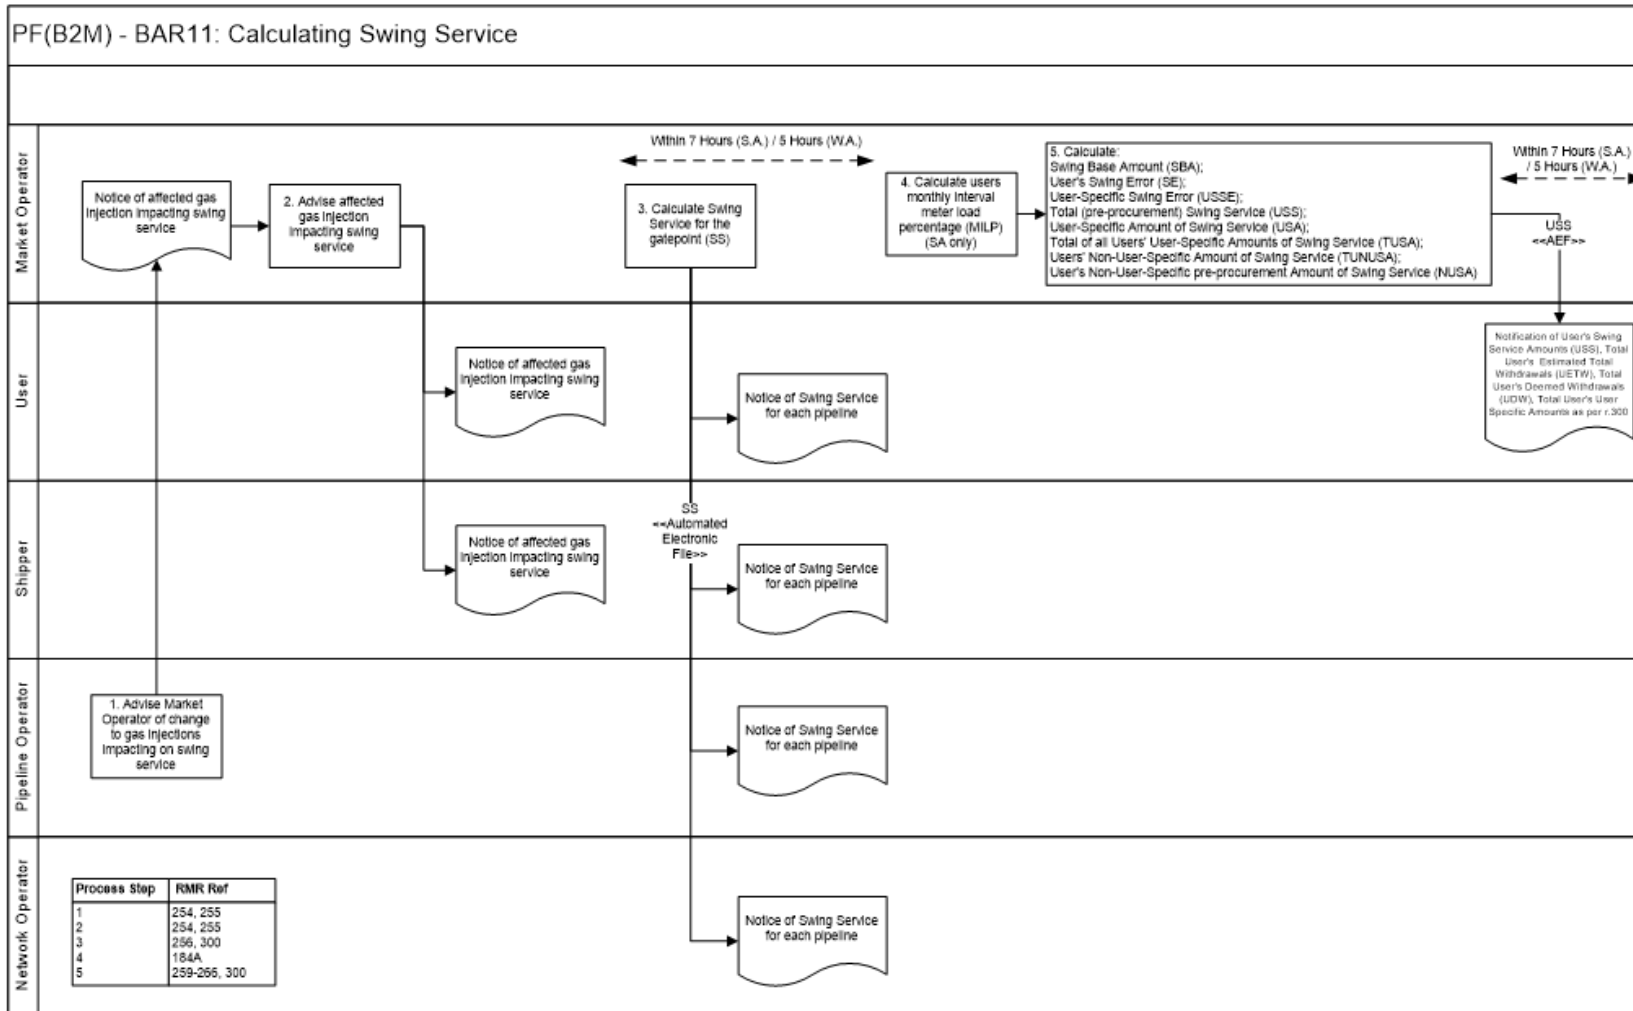 PF(B2M) - BAR11: Calculating Swing Service
Market Operator
Notice of affected gas
injection impacting swing
service
2. Advise affected
gas injection
impacting swing
service
Within 7 Hours (S.A.) / 5 Hours (W.A.)
3. Calculate Swing
Service for the
gatepoint (SS)
4. Calculate users
monthly interval
meter load
percentage (MILP)
(SA only)
5. Calculate:
Swing Base Amount (SBA);
User's Swing Error (SE);
User-Specific Swing Error (USSE);
Total (pre-procurement) Swing Service (USS);
User-Specific Amount of Swing Service (USA);
Total of all Users' User-Specific Amounts of Swing Service (TUSA);
Users' Non-User-Specific Amount of Swing Service (TUNUSA);
User's Non-User-Specific pre-procurement Amount of Swing Service (NUSA)
Within 7 Hours (S.A.)
/ 5 Hours (W.A.)
USS
<<AEF>>
User
Notice of affected gas
injection impacting swing
service
Notice of Swing Service
for each pipeline
Notification of User's Swing
Service Amounts (USS), Total
User's Estimated Total
Withdrawals (UETW), Total
User's Deemed Withdrawals
(UDW), Total User's User
Specific Amounts as per r.300
Shipper
Notice of affected gas
injection impacting swing
service
SS
<<Automated
Electronic
File>>
Notice of Swing Service
for each pipeline
Pipeline Operator
1. Advise Market
Operator of change
to gas injections
impacting on swing
service
Notice of Swing Service
for each pipeline
Network Operator
Process Step RMR Ref
1 254, 255
2 254, 255
3 256, 300
4 184A
5 259-266, 300
Notice of Swing Service
for each pipeline